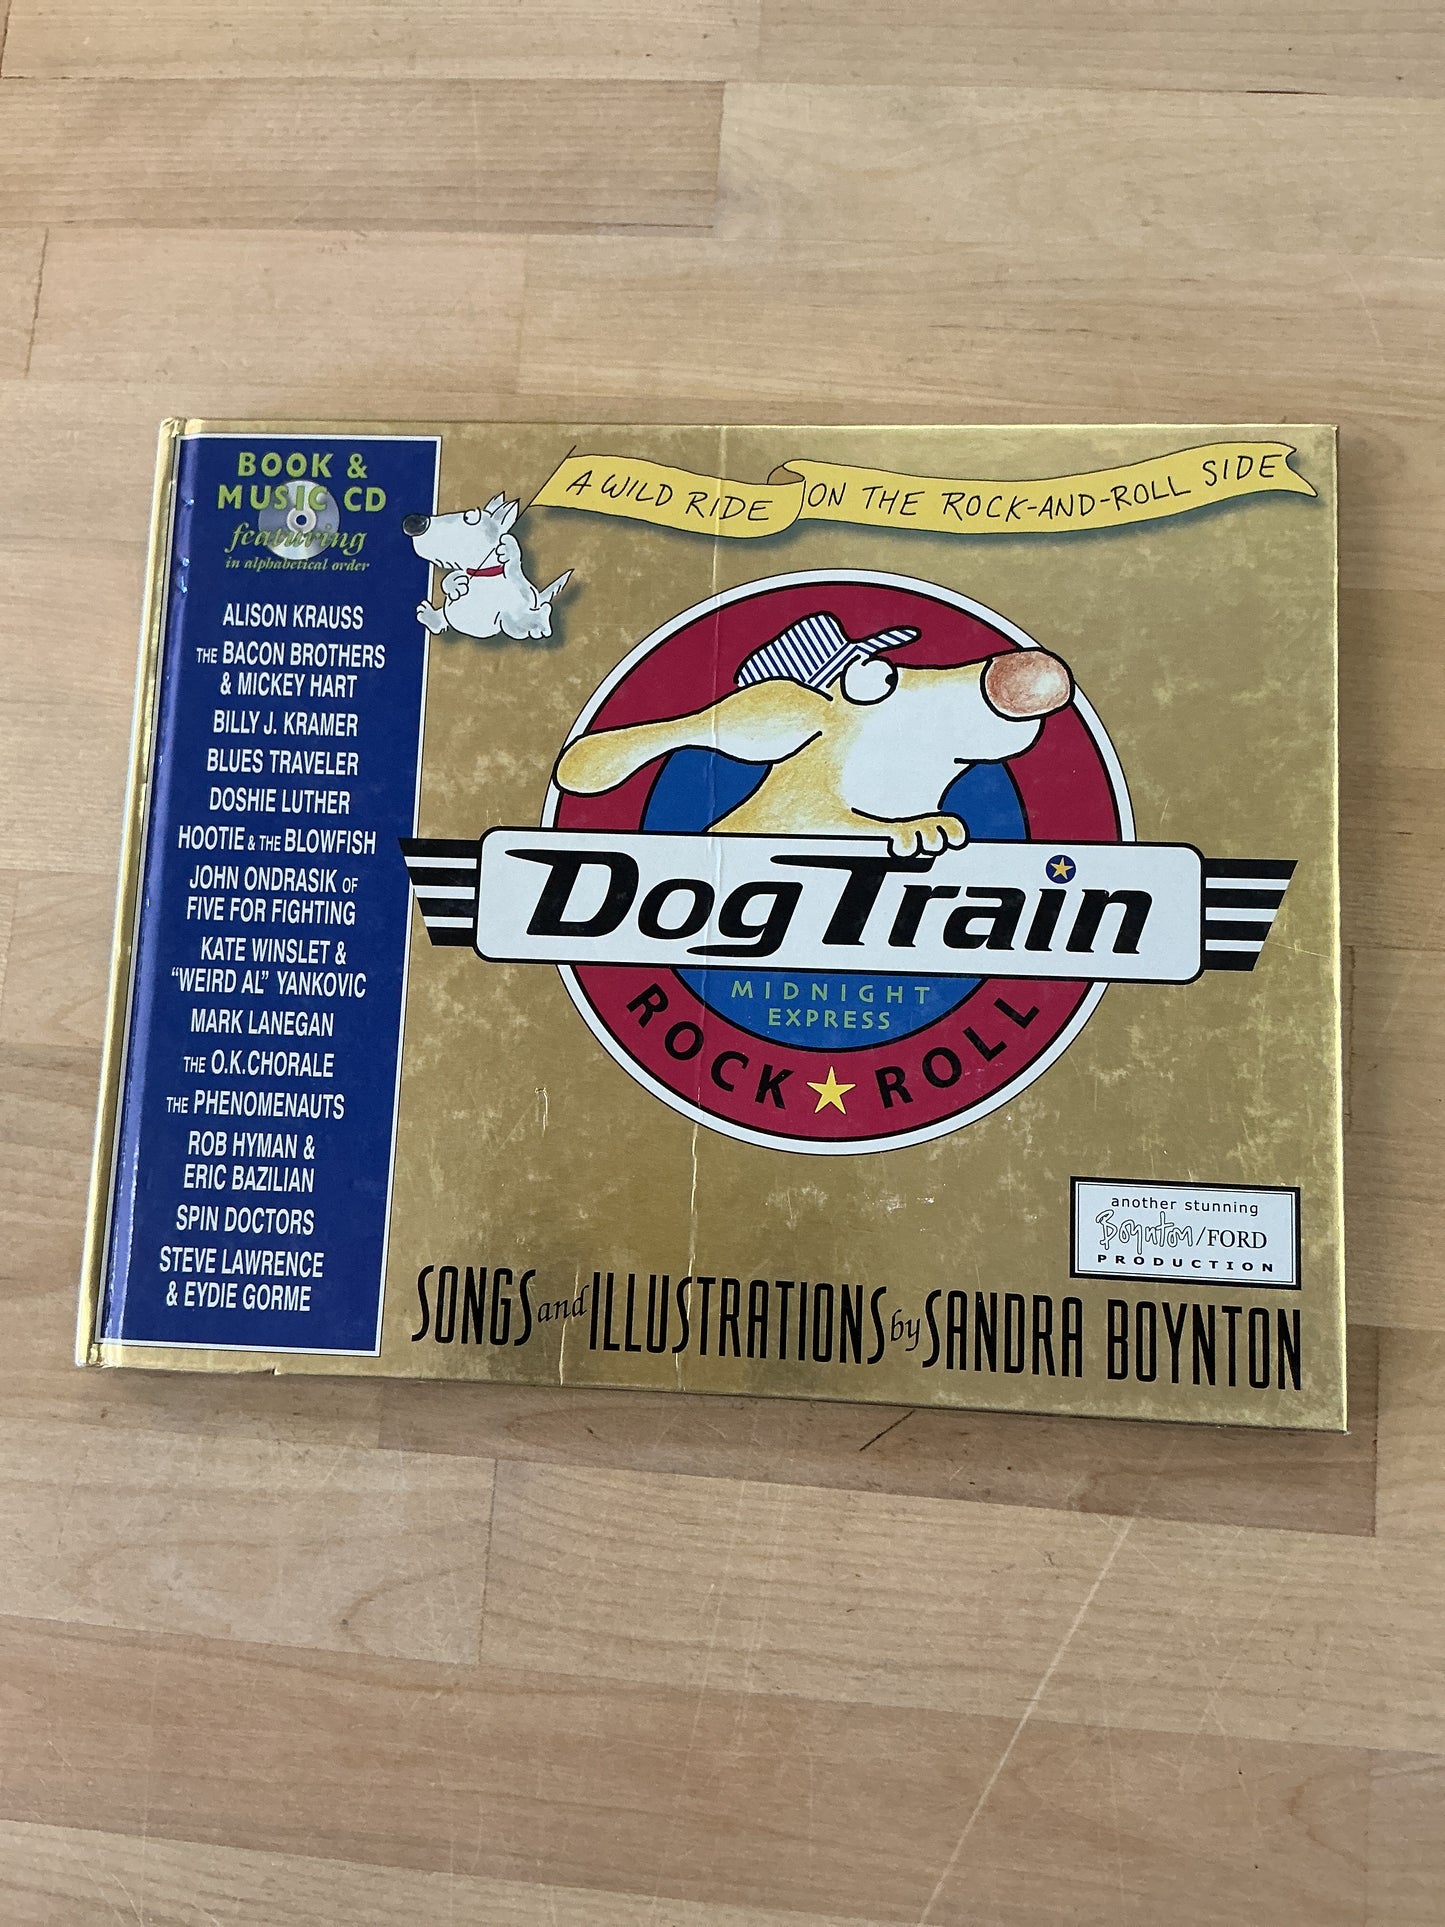 BOOK &
MUSIC CD
featuring
in alphabetical order
ALISON KRAUSS
THE BACON BROTHERS
& MICKEY HART
BILLY J. KRAMER
BLUES TRAVELER
DOSHIE LUTHER
HOOTIE & THE BLOWFISH
JOHN ONDRASIK OF
FIVE FOR FIGHTING
KATE WINSLET &
"WEIRD AL" YANKOVIC
MARK LANEGAN
THE O.K.CHORALE
THE PHENOMENAUTS
ROB HYMAN &
ERIC BAZILIAN
SPIN DOCTORS
STEVE LAWRENCE
& EYDIE GORME
A WILD RIDE ON THE ROCK-AND-ROLL SIDE
DogTrain
MIDNIGHT
EXPRESS
ROCK ROLL
another stunning
Boynton/FORD
PRODUCTION
SONGS and ILLUSTRATIONS by SANDRA BOYNTON